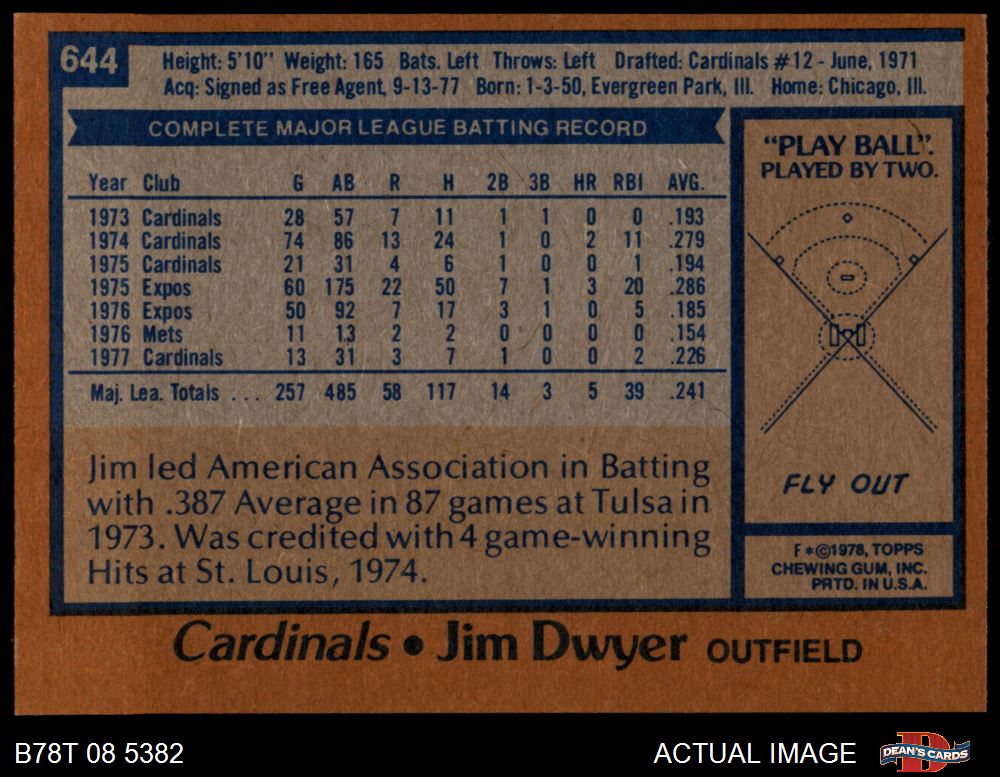 644
Height: 5'10" Weight: 165 Bats. Left Throws: Left Drafted: Cardinals #12 - June, 1971
Acq: Signed as Free Agent, 9-13-77 Born: 1-3-50, Evergreen Park, Ill. Home: Chicago, Ill.
COMPLETE MAJOR LEAGUE BATTING RECORD
Year Club G AB R H 2B 3B HR RBI AVG.
1973 Cardinals 28 57 7 11 1 1 0 0 .193
1974 Cardinals 74 86 13 24 1 0 2 11 .279
1975 Cardinals 21 31 4 6 1 0 0 1 .194
1975 Expos 60 175 22 50 7 1 3 20 .286
1976 Expos 50 92 7 17 3 1 0 5 .185
1976 Mets 11 13 2 2 0 0 0 0 .154
1977 Cardinals 13 31 3 7 1 0 0 2 .226
Maj. Lea. Totals . . . 257 485 58 117 14 3 5 39 .241
Jim led American Association in Batting
with .387 Average in 87 games at Tulsa in
1973. Was credited with 4 game-winning
Hits at St. Louis, 1974.
"PLAY BALL".
PLAYED BY TWO.
FLY OUT
F*©1978, TOPPS
CHEWING GUM, INC.
PRTD. IN U.S.A.
Cardinals • Jim Dwyer OUTFIELD
B78T 08 5382
ACTUAL IMAGE
DEAN'S CARDS